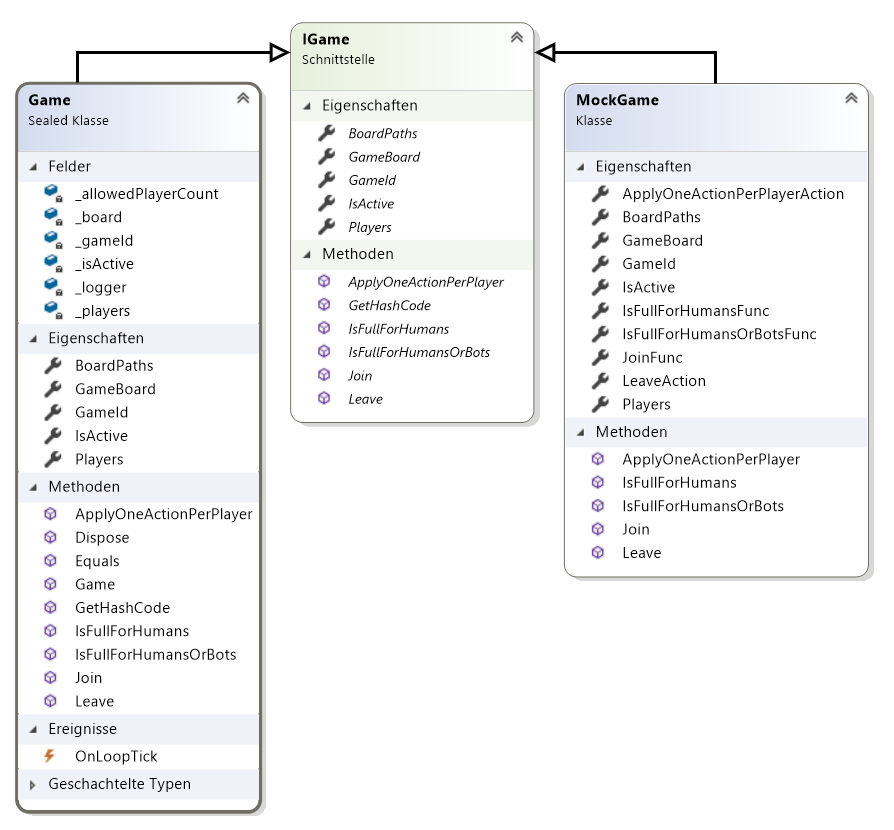 IGame
Schnittstelle
Eigenschaften
BoardPaths
GameBoard
GameId
IsActive
Players
Methoden
ApplyOneActionPerPlayer
GetHashCode
IsFullForHumans
IsFullForHumansOrBots
Join
Leave
Game
Sealed Klasse
Felder
_allowedPlayerCount
_board
_gameId
_isActive
_logger
_players
Eigenschaften
BoardPaths
GameBoard
GameId
IsActive
Players
Methoden
ApplyOneActionPerPlayer
Dispose
Equals
Game
GetHashCode
IsFullForHumans
IsFullForHumansOrBots
Join
Leave
Ereignisse
OnLoopTick
Geschachtelte Typen
MockGame
Klasse
Eigenschaften
ApplyOneActionPerPlayerAction
BoardPaths
GameBoard
GameId
IsActive
IsFullForHumansFunc
IsFullForHumansOrBotsFunc
JoinFunc
LeaveAction
Players
Methoden
ApplyOneActionPerPlayer
IsFullForHumans
IsFullForHumansOrBots
Join
Leave